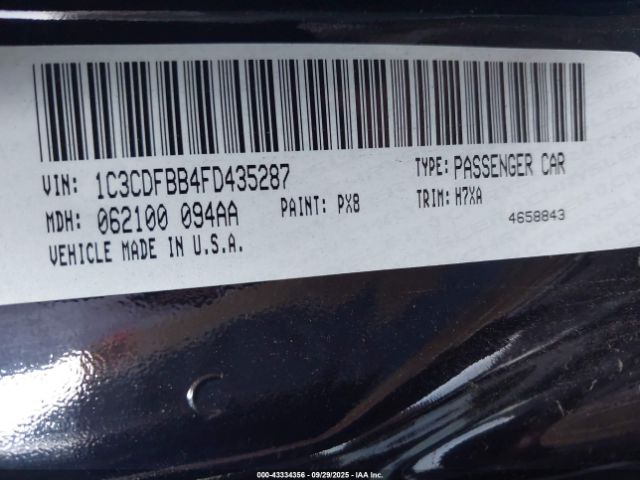 VIN: 1C3CDFBB4FD435287 TYPE: PASSENGER CAR
MDH: 062100 094AA PAINT: PX8 TRIM: H7XA
VEHICLE MADE IN U.S.A. 4658843
000-43334356 - 09/29/2025 - IAA Inc.